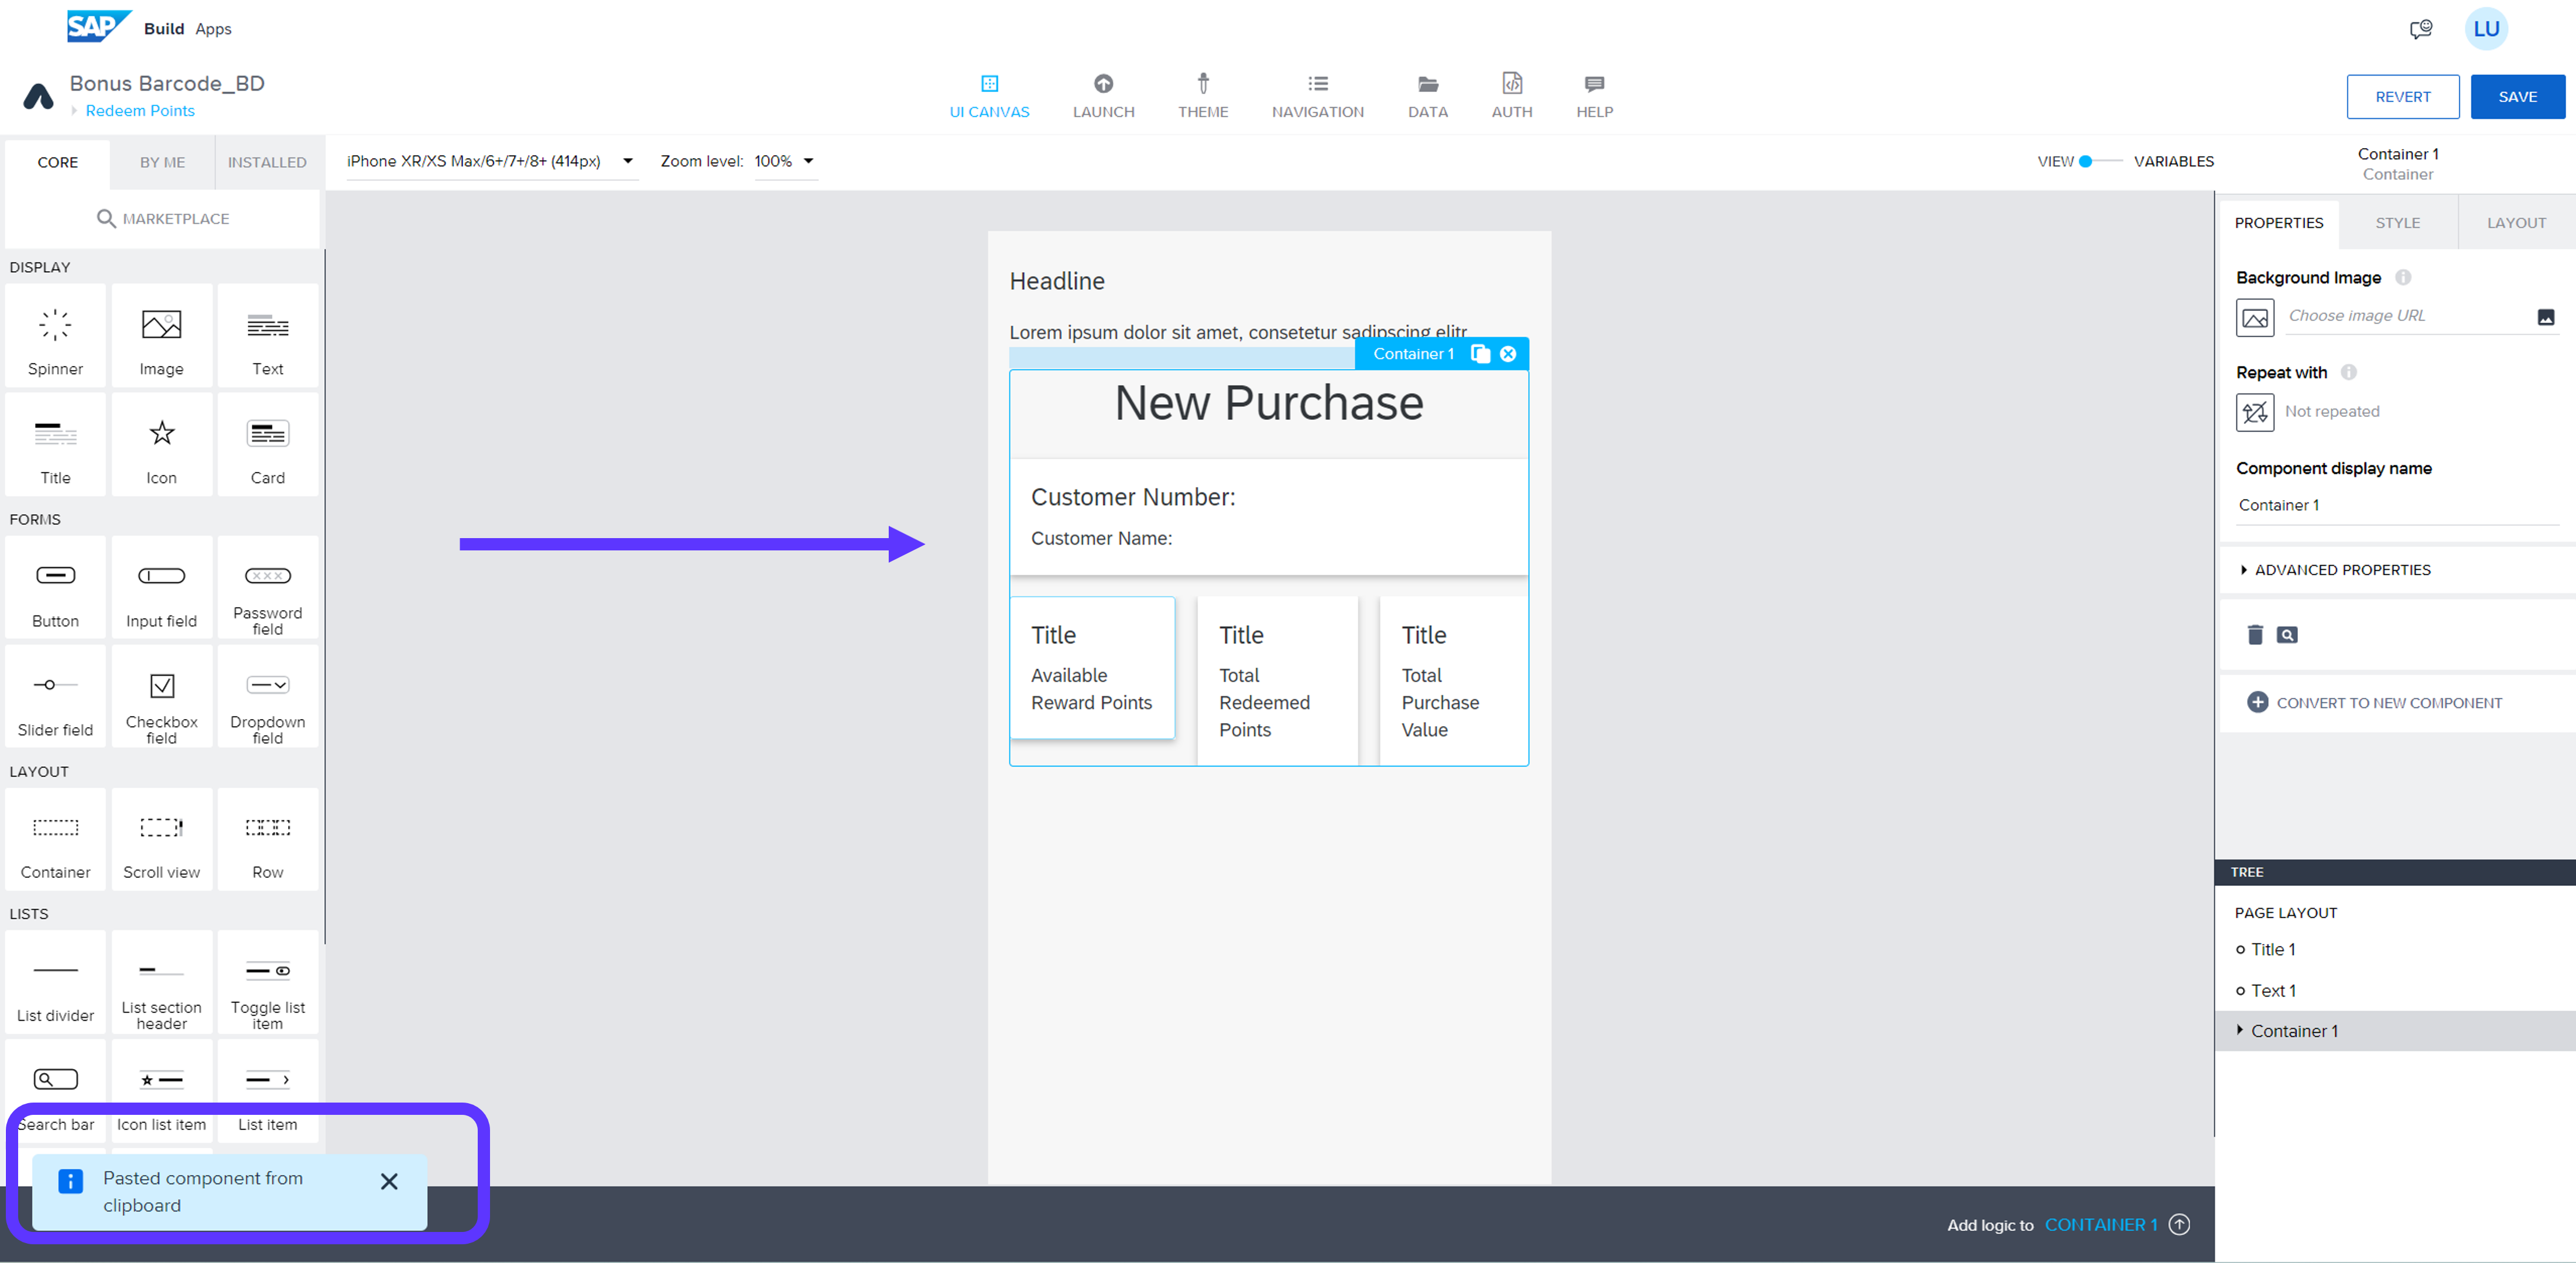 SAP Build Apps
LU
Bonus Barcode_BD
Redeem Points
UI CANVAS LAUNCH THEME NAVIGATION DATA AUTH HELP
REVERT SAVE
CORE BY ME INSTALLED
iPhone XR/XS Max/6+/7+/8+ (414px) Zoom level: 100%
VIEW VARIABLES
Container 1
Container
MARKETPLACE
PROPERTIES STYLE LAYOUT
DISPLAY
Spinner Image Text
Title Icon Card
FORMS
Button Input field Password
field
Slider field Checkbox
field
Dropdown
field
LAYOUT
Container Scroll view Row
LISTS
List divider List section
header
Toggle list
item
Search bar Icon list item List item
Pasted component from
clipboard
Headline
Lorem ipsum dolor sit amet, consetetur sadipscing elitr
Container 1
New Purchase
Customer Number:
Customer Name:
Title
Available
Reward Points
Title
Total
Redeemed
Points
Title
Total
Purchase
Value
Background Image
Choose image URL
Repeat with
Not repeated
Component display name
Container 1
ADVANCED PROPERTIES
CONVERT TO NEW COMPONENT
TREE
PAGE LAYOUT
Title 1
Text 1
Container 1
Add logic to CONTAINER 1